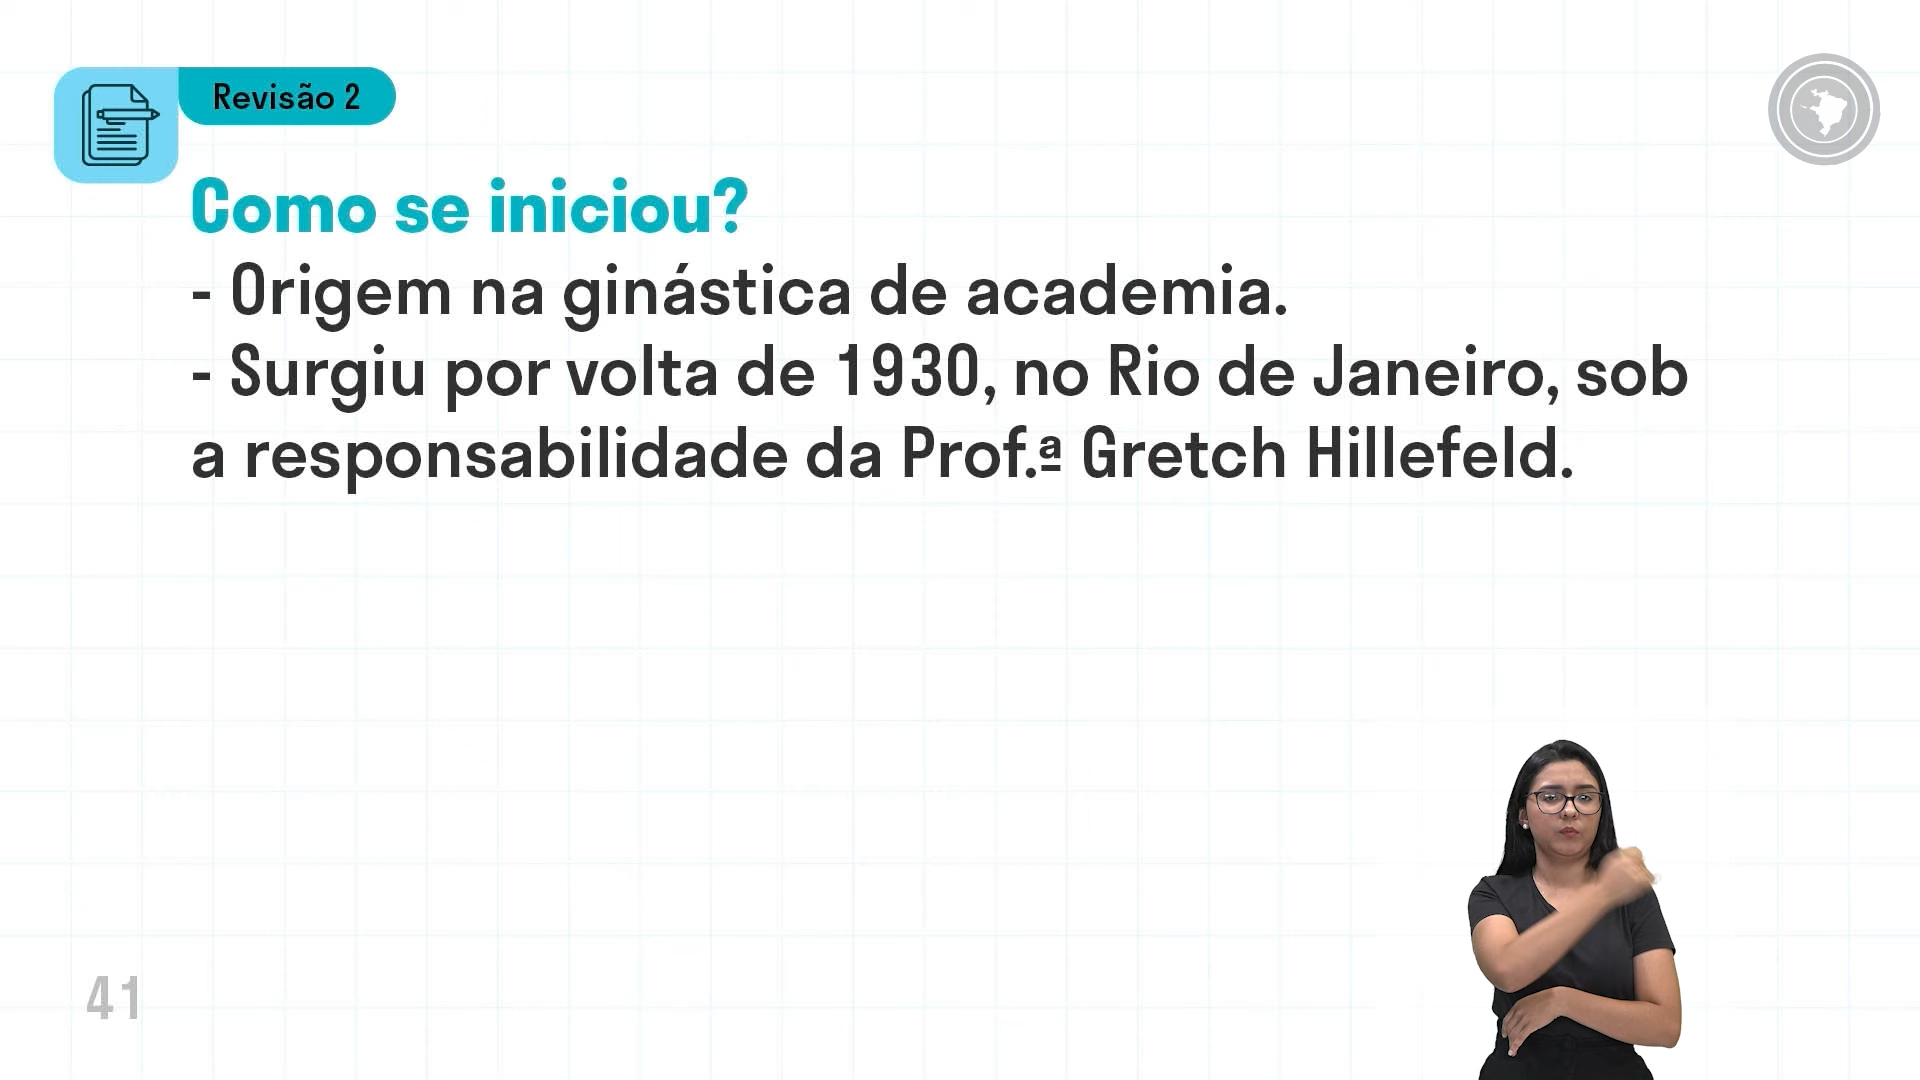 Revisão 2
Como se iniciou?
- Origem na ginástica de academia.
- Surgiu por volta de 1930, no Rio de Janeiro, sob
a responsabilidade da Prof.ª Gretch Hillefeld.
41